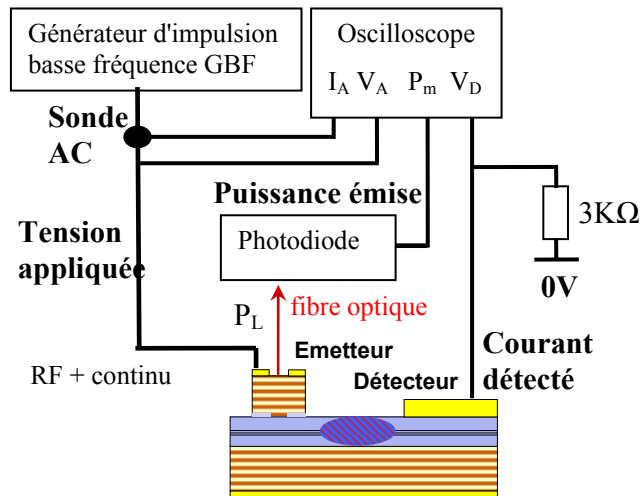 Générateur d'impulsion
basse fréquence GBF
Oscilloscope
I_A V_A P_m V_D
Sonde
AC
Puissance émise
3KΩ
Tension
appliquée
Photodiode
0V
P_L
fibre optique
RF + continu
Emetteur
Détecteur
Courant
détecté